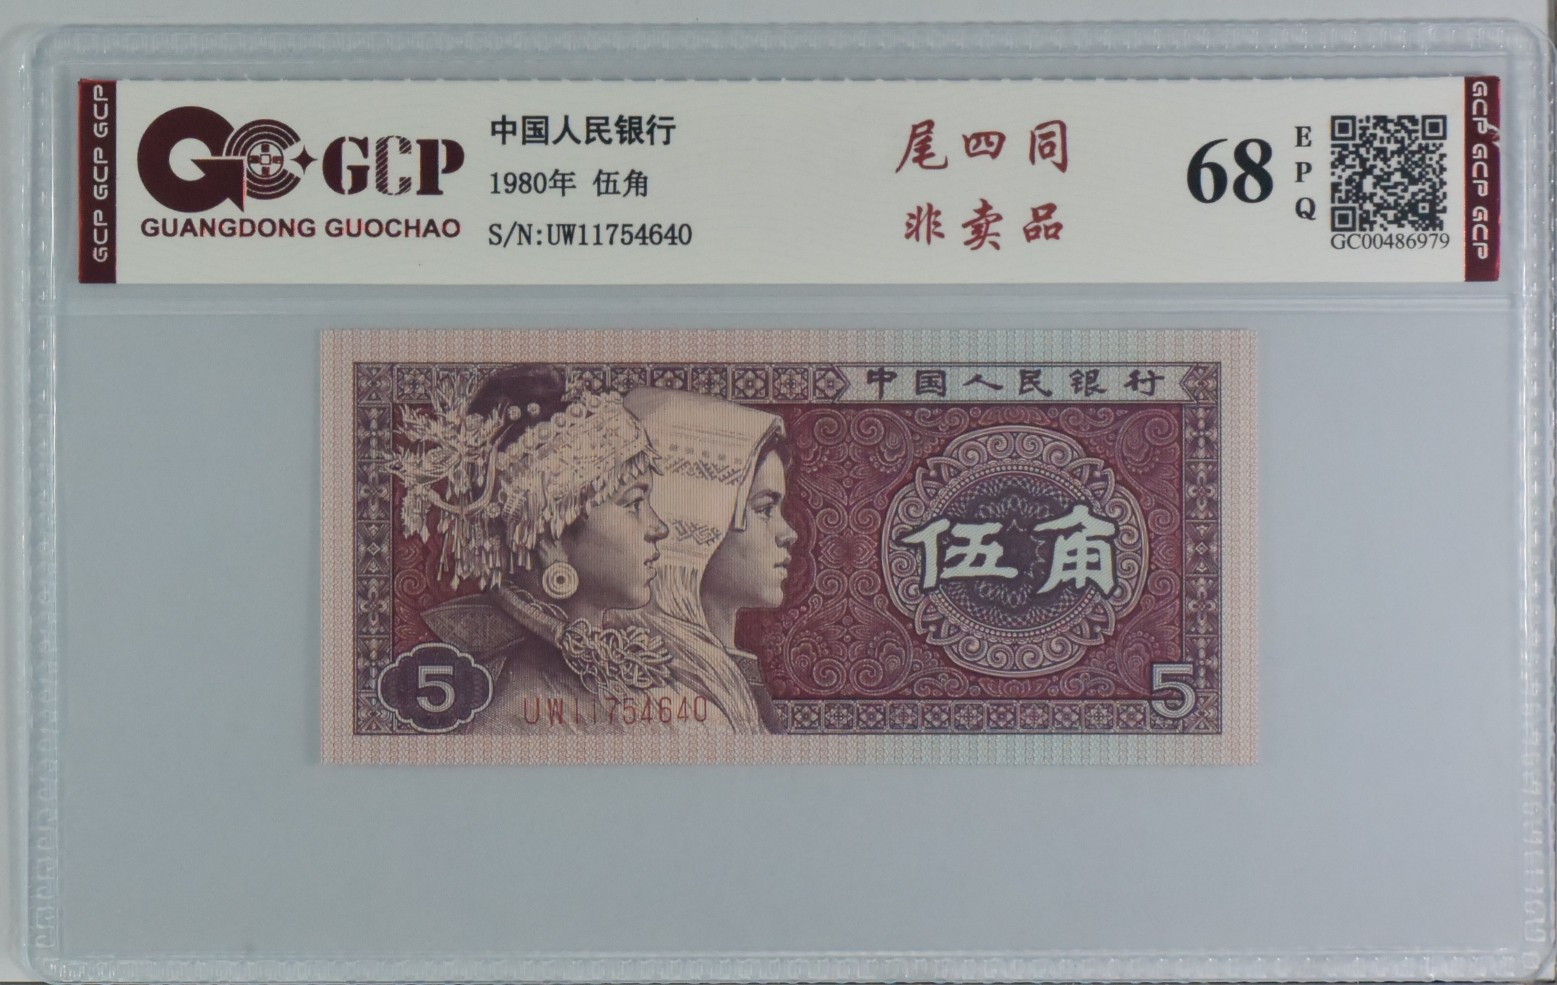 GCP GCP GCP
GCP
GUANGDONG GUOCHAO
中国人民银行
1980年 伍角
S/N:UW11754640
尾四同
非卖品
68
EPQ
GC00486979
GCP GCP GCP
中国人民银行
伍角
5
UW11754640
5